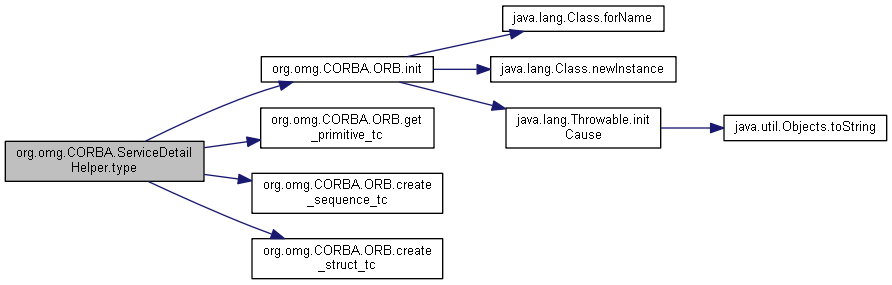 org.omg.CORBA.ServiceDetail
Helper.type
org.omg.CORBA.ORB.init
java.lang.Class.forName
java.lang.Class.newInstance
java.lang.Throwable.init
Cause
java.util.Objects.toString
org.omg.CORBA.ORB.get
_primitive_tc
org.omg.CORBA.ORB.create
_sequence_tc
org.omg.CORBA.ORB.create
_struct_tc